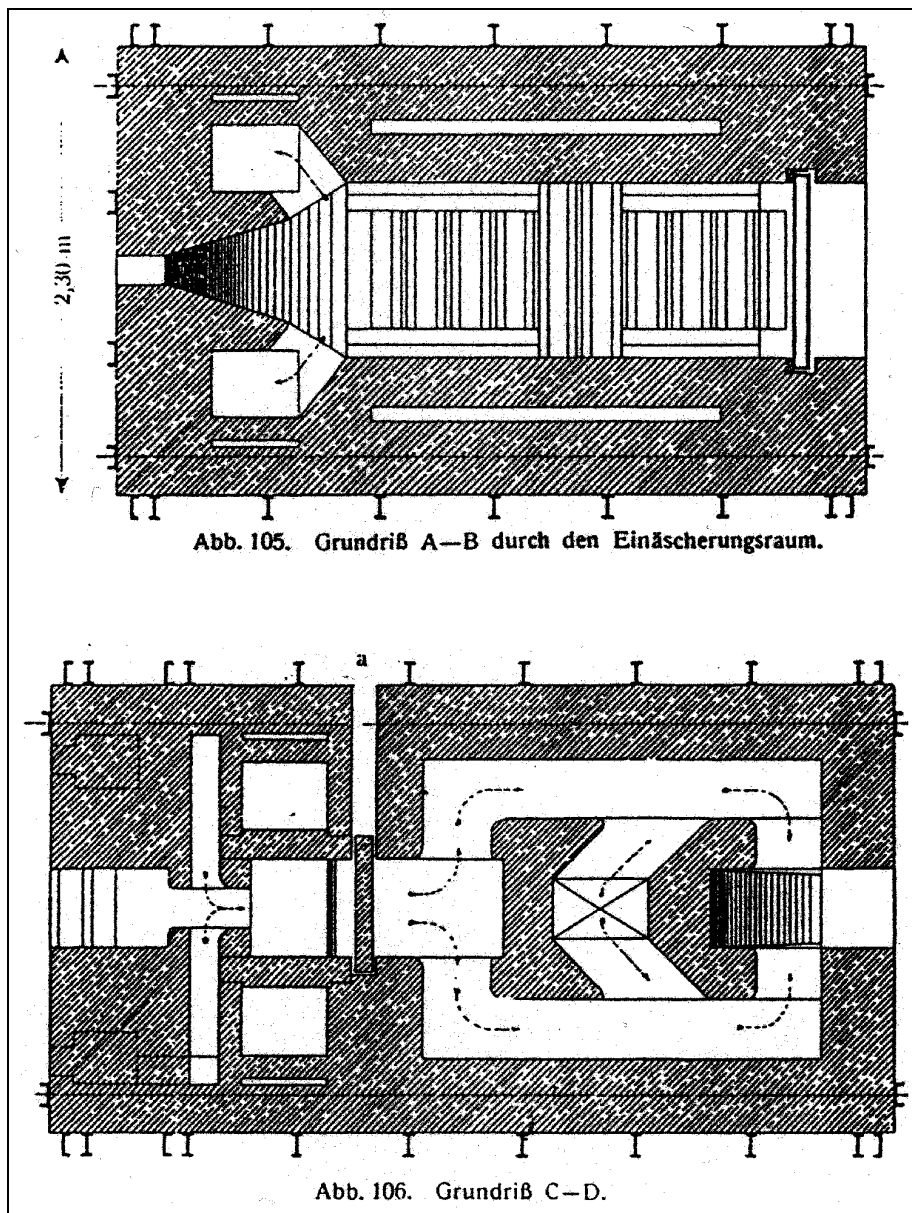 2,30 m
Abb. 105. Grundriß A—B durch den Einäscherungsraum.
a
Abb. 106. Grundriß C—D.